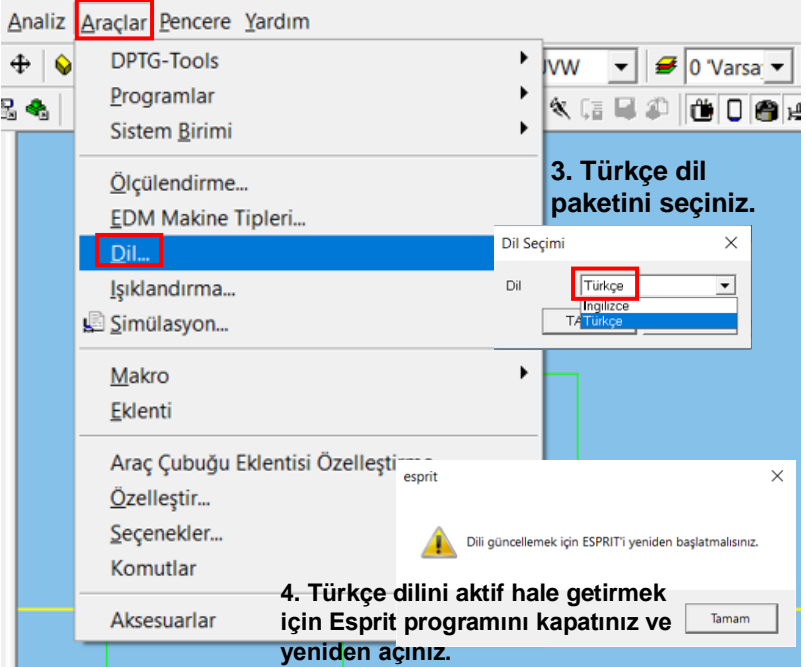 Analiz Araçlar Pencere Yardım
DPTG-Tools
JVW
0 'Varsa
Programlar
Sistem Birimi
Ölçülendirme...
EDM Makine Tipleri...
Dil...
Işıklandırma...
Simülasyon...
Makro
Eklenti
Araç Çubuğu Eklentisi Özelleştirme
Özelleştir...
Seçenekler...
Komutlar
Aksesuarlar
3. Türkçe dil
paketini seçiniz.
Dil Seçimi
Dil
Türkçe
İngilizce
Türkçe
TA
esprit
Dili güncellemek için ESPRIT'i yeniden başlatmalısınız.
Tamam
4. Türkçe dilini aktif hale getirmek
için Esprit programını kapatınız ve
yeniden açınız.